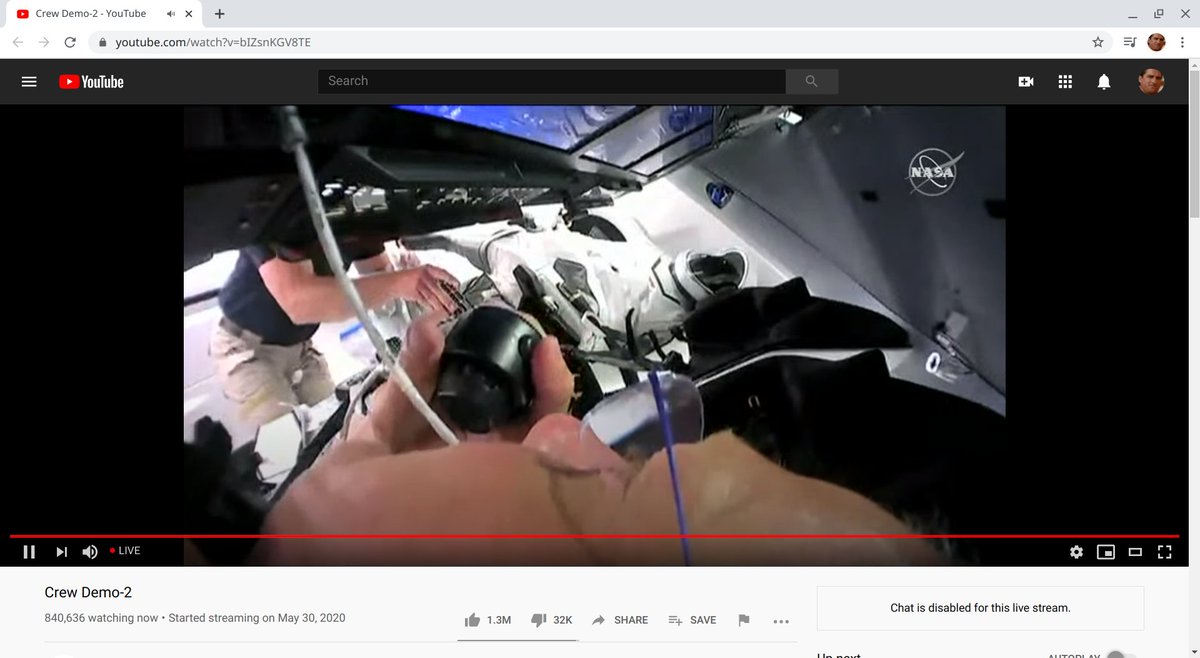 Crew Demo-2 - YouTube
youtube.com/watch?v=bIZsnKGV8TE
YouTube
Search
NASA
LIVE
Crew Demo-2
840,636 watching now • Started streaming on May 30, 2020
1.3M 32K SHARE SAVE
Chat is disabled for this live stream.
Up next AUTOPLAY